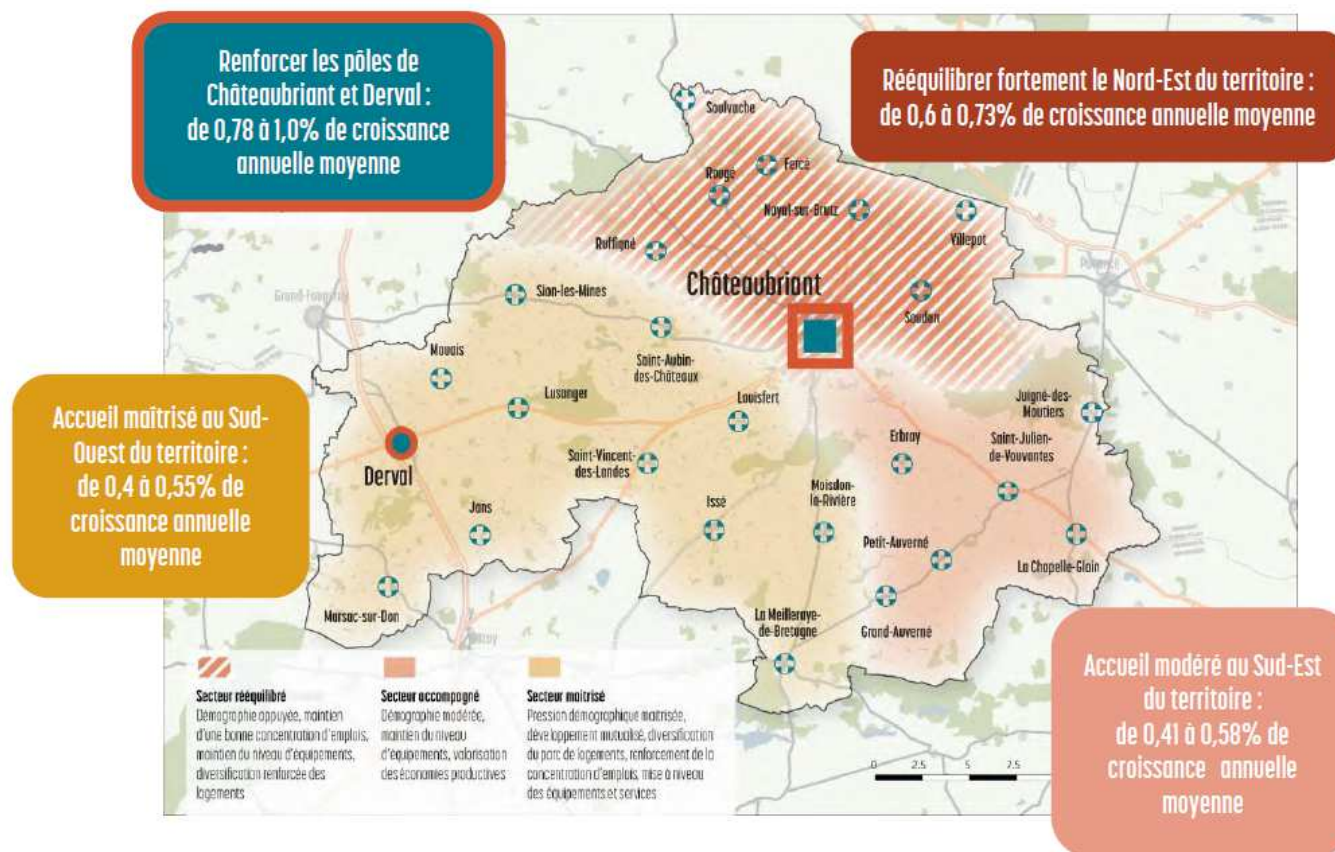 Renforcer les pôles de
Châteaubriant et Derval :
de 0,78 à 1,0% de croissance
annuelle moyenne
Rééquilibrer fortement le Nord-Est du territoire :
de 0,6 à 0,73% de croissance annuelle moyenne
Soulvache
Fercé
Rougé
Noyal-sur-Brutz
Villepot
Ruffigné
Châteaubriant
Sion-les-Mines
Soudan
Mouais
Saint-Aubin-
des-Châteaux
Lusanger
Louisfert
Juigné-des-
Moutiers
Erbray
Saint-Julien-
de-Vouvantes
Accueil maîtrisé au Sud-
Ouest du territoire :
de 0,4 à 0,55% de
croissance annuelle
moyenne
Derval
Saint-Vincent-
des-Landes
Issé
Moisdon-
la-Rivière
Jans
Petit-Auverné
La Chapelle-Glain
Marsac-sur-Don
La Meilleraye-
de-Bretagne
Grand-Auverné
Accueil modéré au Sud-Est
du territoire :
de 0,41 à 0,58% de
croissance annuelle
moyenne
Secteur rééquilibré
Démographie appuyée, maintien
d'une bonne concentration d'emplois,
maintien du niveau d'équipements,
diversification renforcée des
logements
Secteur accompagné
Démographie modérée,
maintien du niveau
d'équipements, valorisation
des économies productives
Secteur maitrisé
Pression démographique maitrisée,
développement mutualisé, diversification
du parc de logements, renforcement de la
concentration d'emplois, mise à niveau
des équipements et services
0 2.5 5 7.5